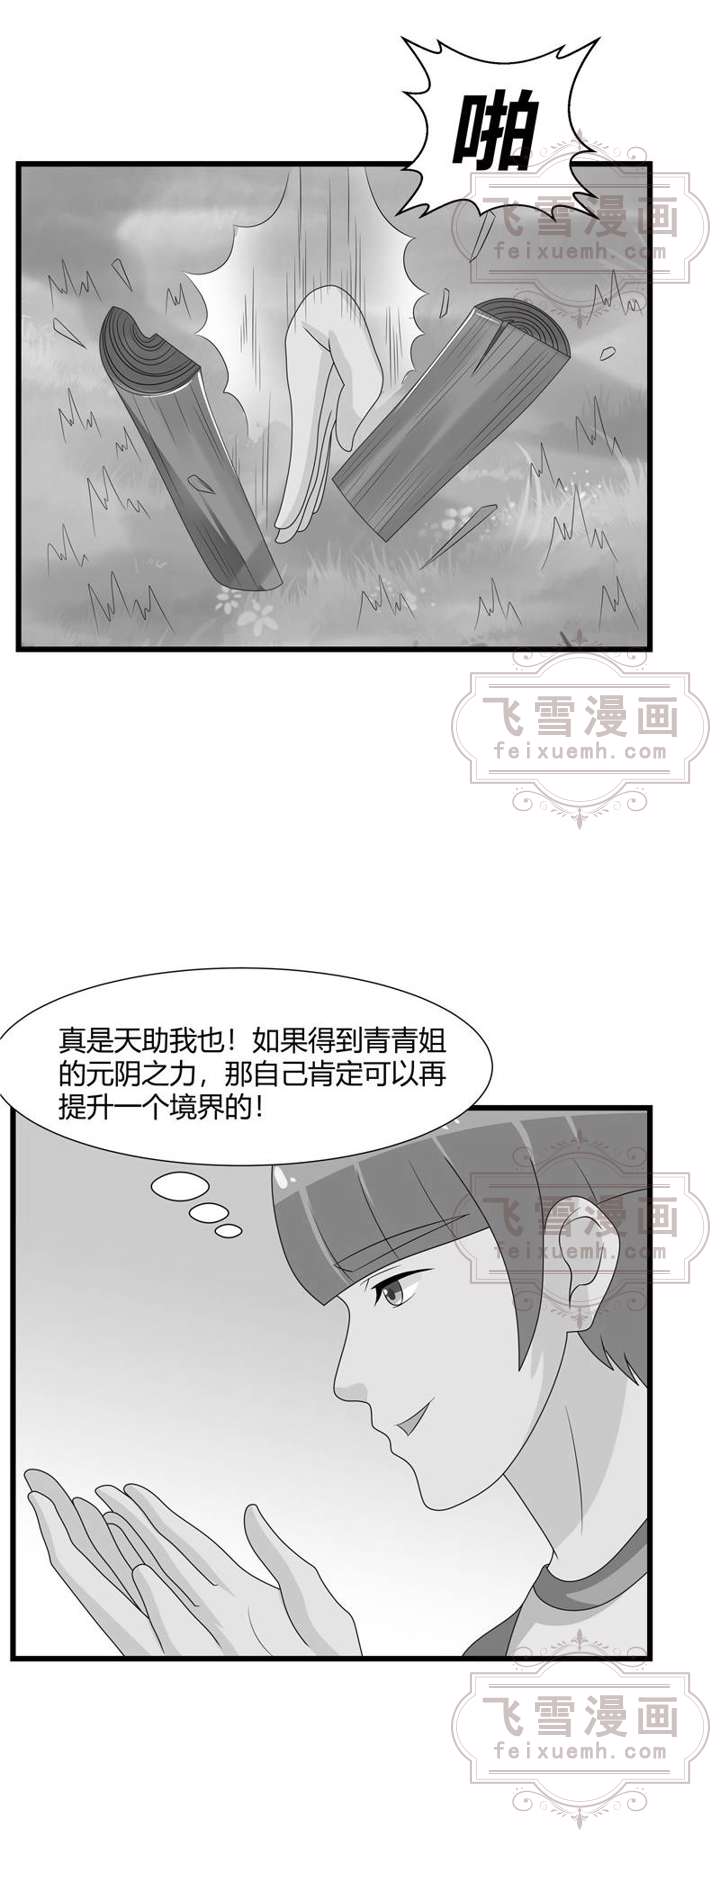 啪
飞雪漫画
feixuemh.com
飞雪漫画
feixuemh.com
真是天助我也！如果得到青青姐
的元阴之力，那自己肯定可以再
提升一个境界的！
飞雪漫画
feixuemh.com
飞雪漫画
feixuemh.com